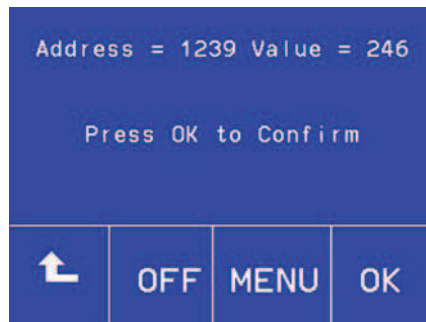 Address = 1239 Value = 246
Press OK to Confirm
OFF MENU OK